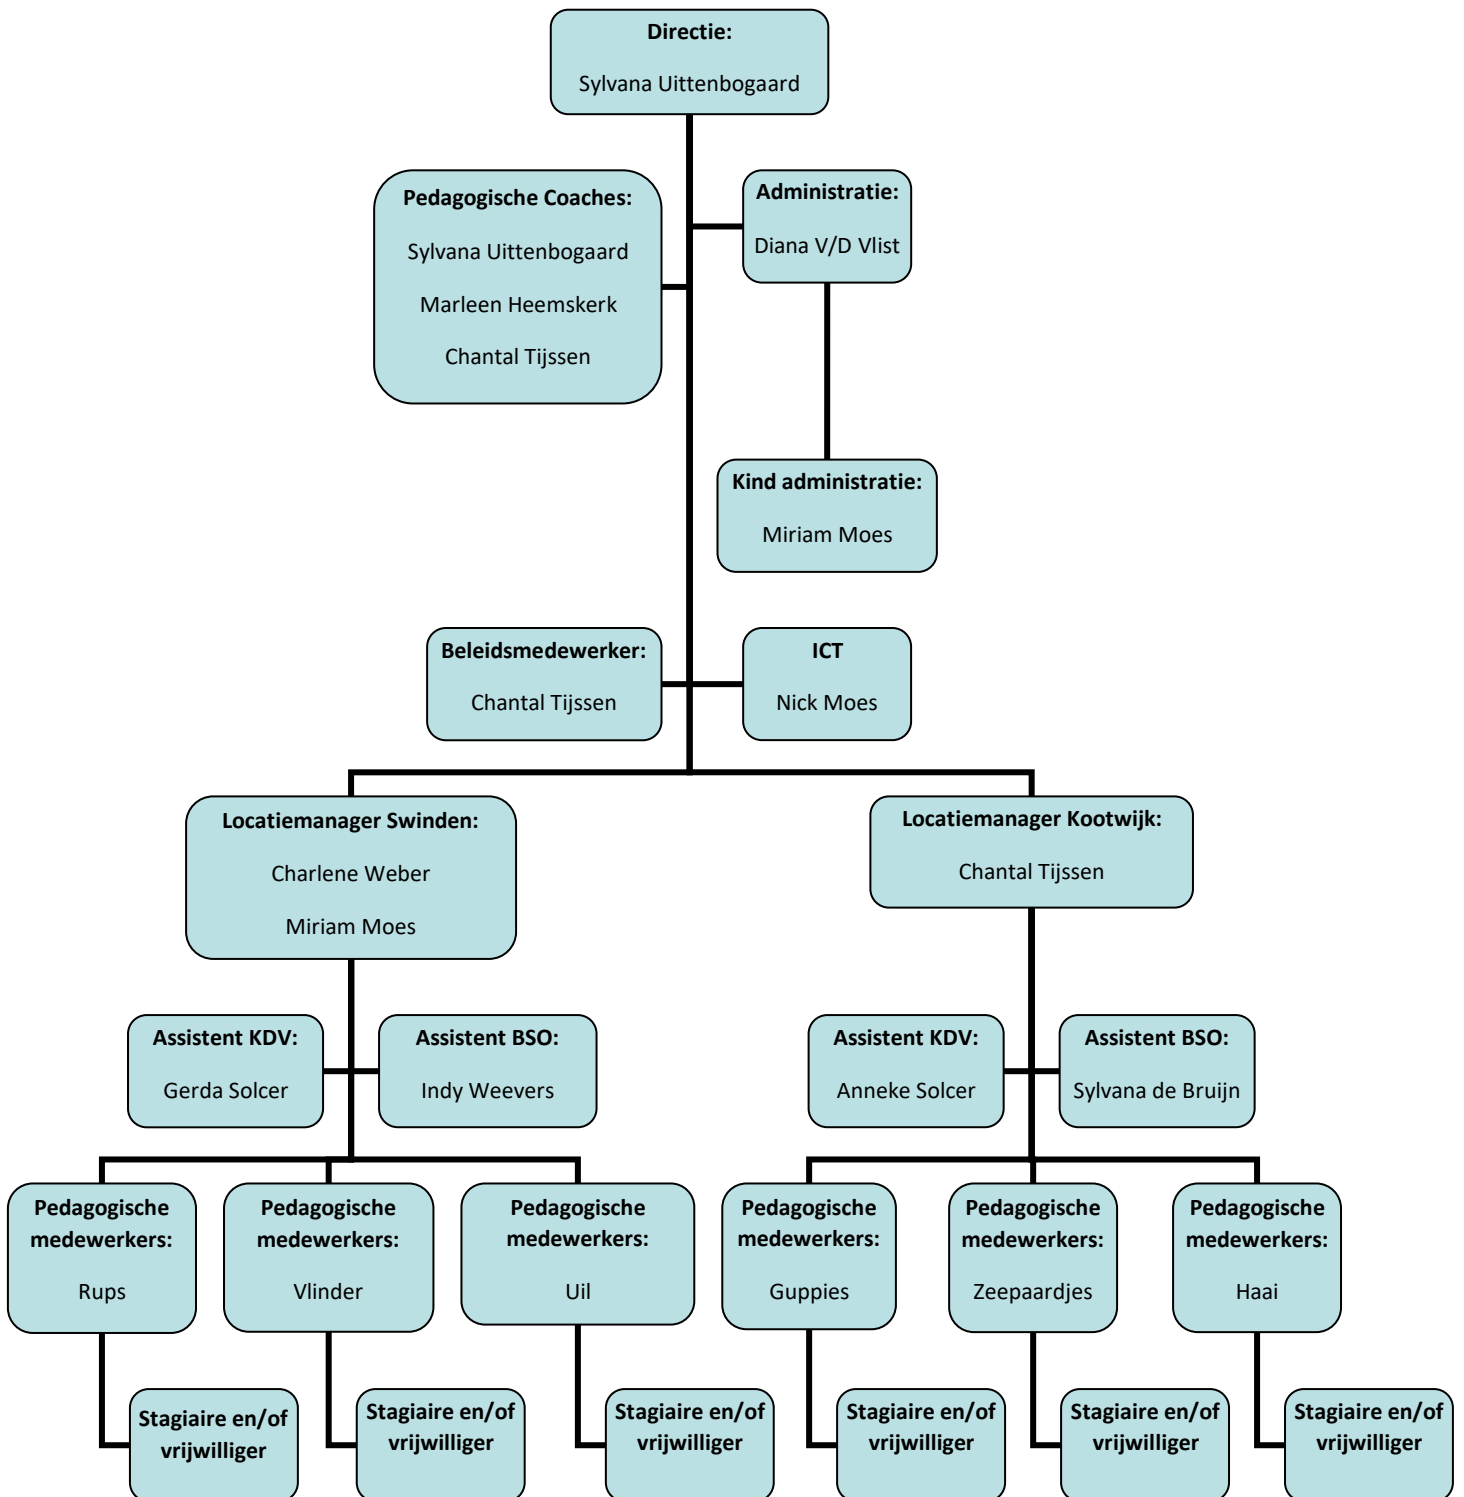 Directie:
Sylvana Uittenbogaard
Pedagogische Coaches:
Sylvana Uittenbogaard
Marleen Heemskerk
Chantal Tijssen
Administratie:
Diana V/D Vlist
Kind administratie:
Miriam Moes
Beleidsmedewerker:
Chantal Tijssen
ICT
Nick Moes
Locatiemanager Swinden:
Charlene Weber
Miriam Moes
Locatiemanager Kootwijk:
Chantal Tijssen
Assistent KDV:
Gerda Solcer
Assistent BSO:
Indy Weevers
Assistent KDV:
Anneke Solcer
Assistent BSO:
Sylvana de Bruijn
Pedagogische
medewerkers:
Rups
Pedagogische
medewerkers:
Vlinder
Pedagogische
medewerkers:
Uil
Pedagogische
medewerkers:
Guppies
Pedagogische
medewerkers:
Zeepaardjes
Pedagogische
medewerkers:
Haai
Stagiaire en/of
vrijwilliger
Stagiaire en/of
vrijwilliger
Stagiaire en/of
vrijwilliger
Stagiaire en/of
vrijwilliger
Stagiaire en/of
vrijwilliger
Stagiaire en/of
vrijwilliger